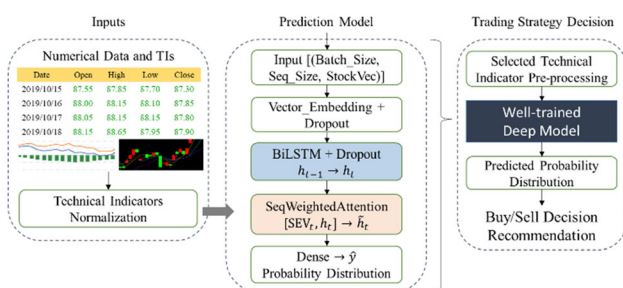 Inputs
Numerical Data and TIs
Date Open High Low Close
2019/10/15 87.55 87.85 87.70 87.30
2019/10/16 88.00 88.15 88.10 87.85
2019/10/17 88.05 88.15 88.15 87.80
2019/10/18 88.15 88.65 87.95 87.90
Technical Indicators
Normalization
Prediction Model
Input [(Batch_Size,
Seq_Size, StockVec)]
Vector_Embedding +
Dropout
BiLSTM + Dropout
h_{l−1} → h_l
SeqWeightedAttention
[SEV_t, h_t] → h̃_t
Dense → ŷ
Probability Distribution
Trading Strategy Decision
Selected Technical
Indicator Pre-processing
Well-trained
Deep Model
Predicted Probability
Distribution
Buy/Sell Decision
Recommendation